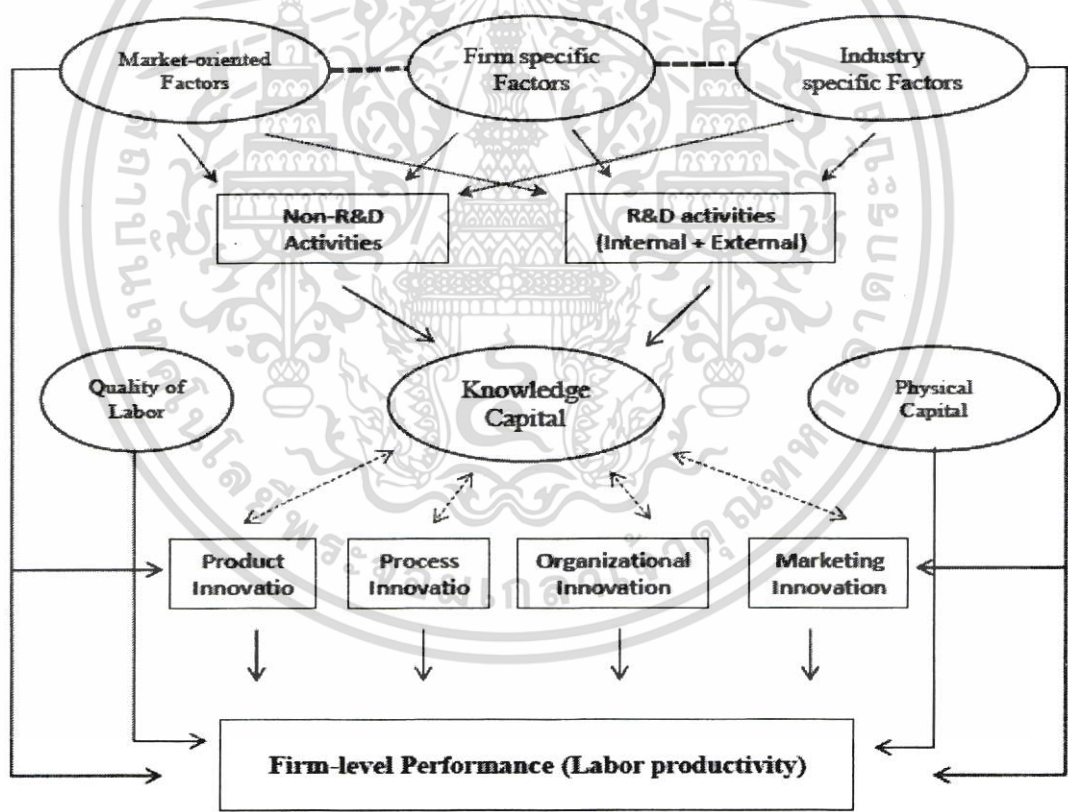 Market-oriented
Factors
Firm specific
Factors
Industry
specific Factors
Non-R&D
Activities
R&D activities
(Internal + External)
Quality of
Labor
Knowledge
Capital
Physical
Capital
Product
Innovatio
Process
Innovatio
Organizational
Innovation
Marketing
Innovation
Firm-level Performance (Labor productivity)